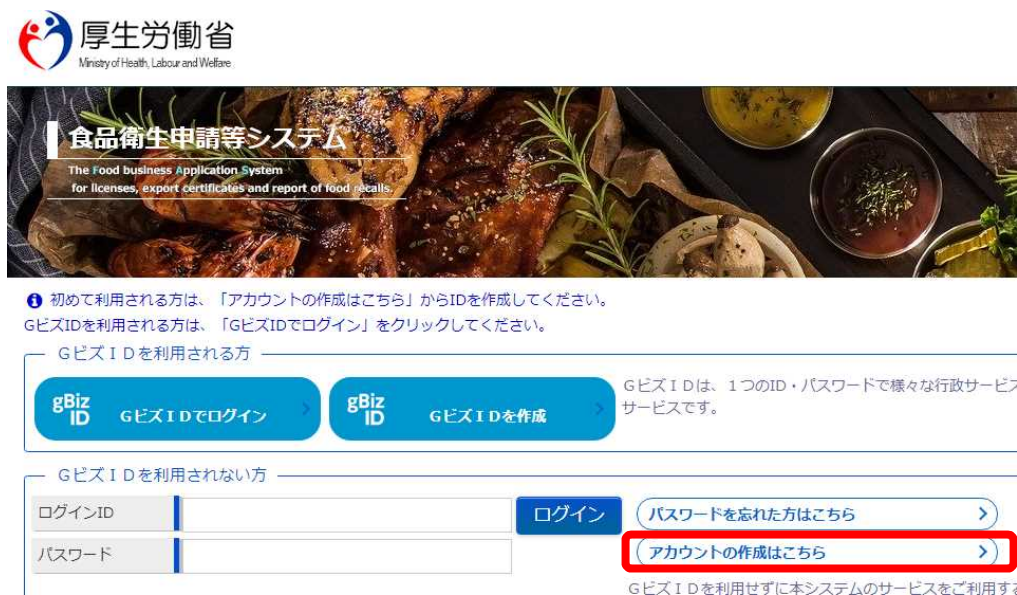 厚生労働省
Ministry of Health, Labour and Welfare
食品衛生申請等システム
The Food business Application System
for licenses, export certificates and report of food recalls.
初めて利用される方は、「アカウントの作成はこちら」からIDを作成してください。
GビズIDを利用される方は、「GビズIDでログイン」をクリックしてください。
GビズIDを利用される方
gBiz ID GビズIDでログイン
gBiz ID GビズIDを作成
GビズIDは、1つのID・パスワードで様々な行政サービス
サービスです。
GビズIDを利用されない方
ログインID
ログイン
パスワードを忘れた方はこちら
パスワード
アカウントの作成はこちら
GビズIDを利用せずに本システムのサービスをご利用する